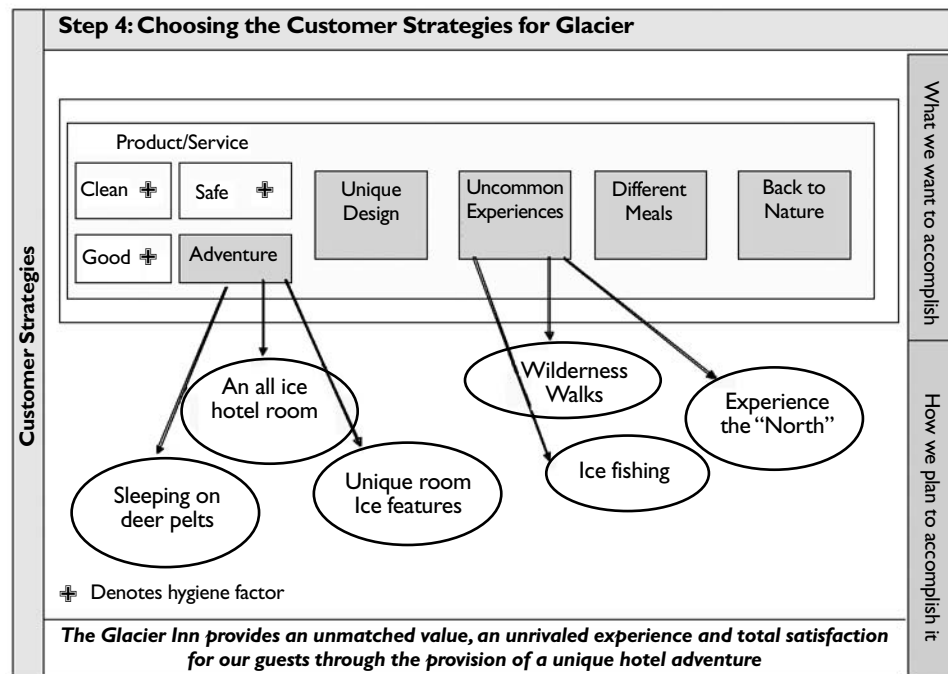 Step 4: Choosing the Customer Strategies for Glacier
Customer Strategies
What we want to accomplish
How we plan to accomplish it
Product/Service
Clean
Safe
Good
Adventure
Unique
Design
Uncommon
Experiences
Different
Meals
Back to
Nature
An all ice
hotel room
Wilderness
Walks
Experience
the “North”
Sleeping on
deer pelts
Unique room
Ice features
Ice fishing
Denotes hygiene factor
The Glacier Inn provides an unmatched value, an unrivaled experience and total satisfaction
for our guests through the provision of a unique hotel adventure